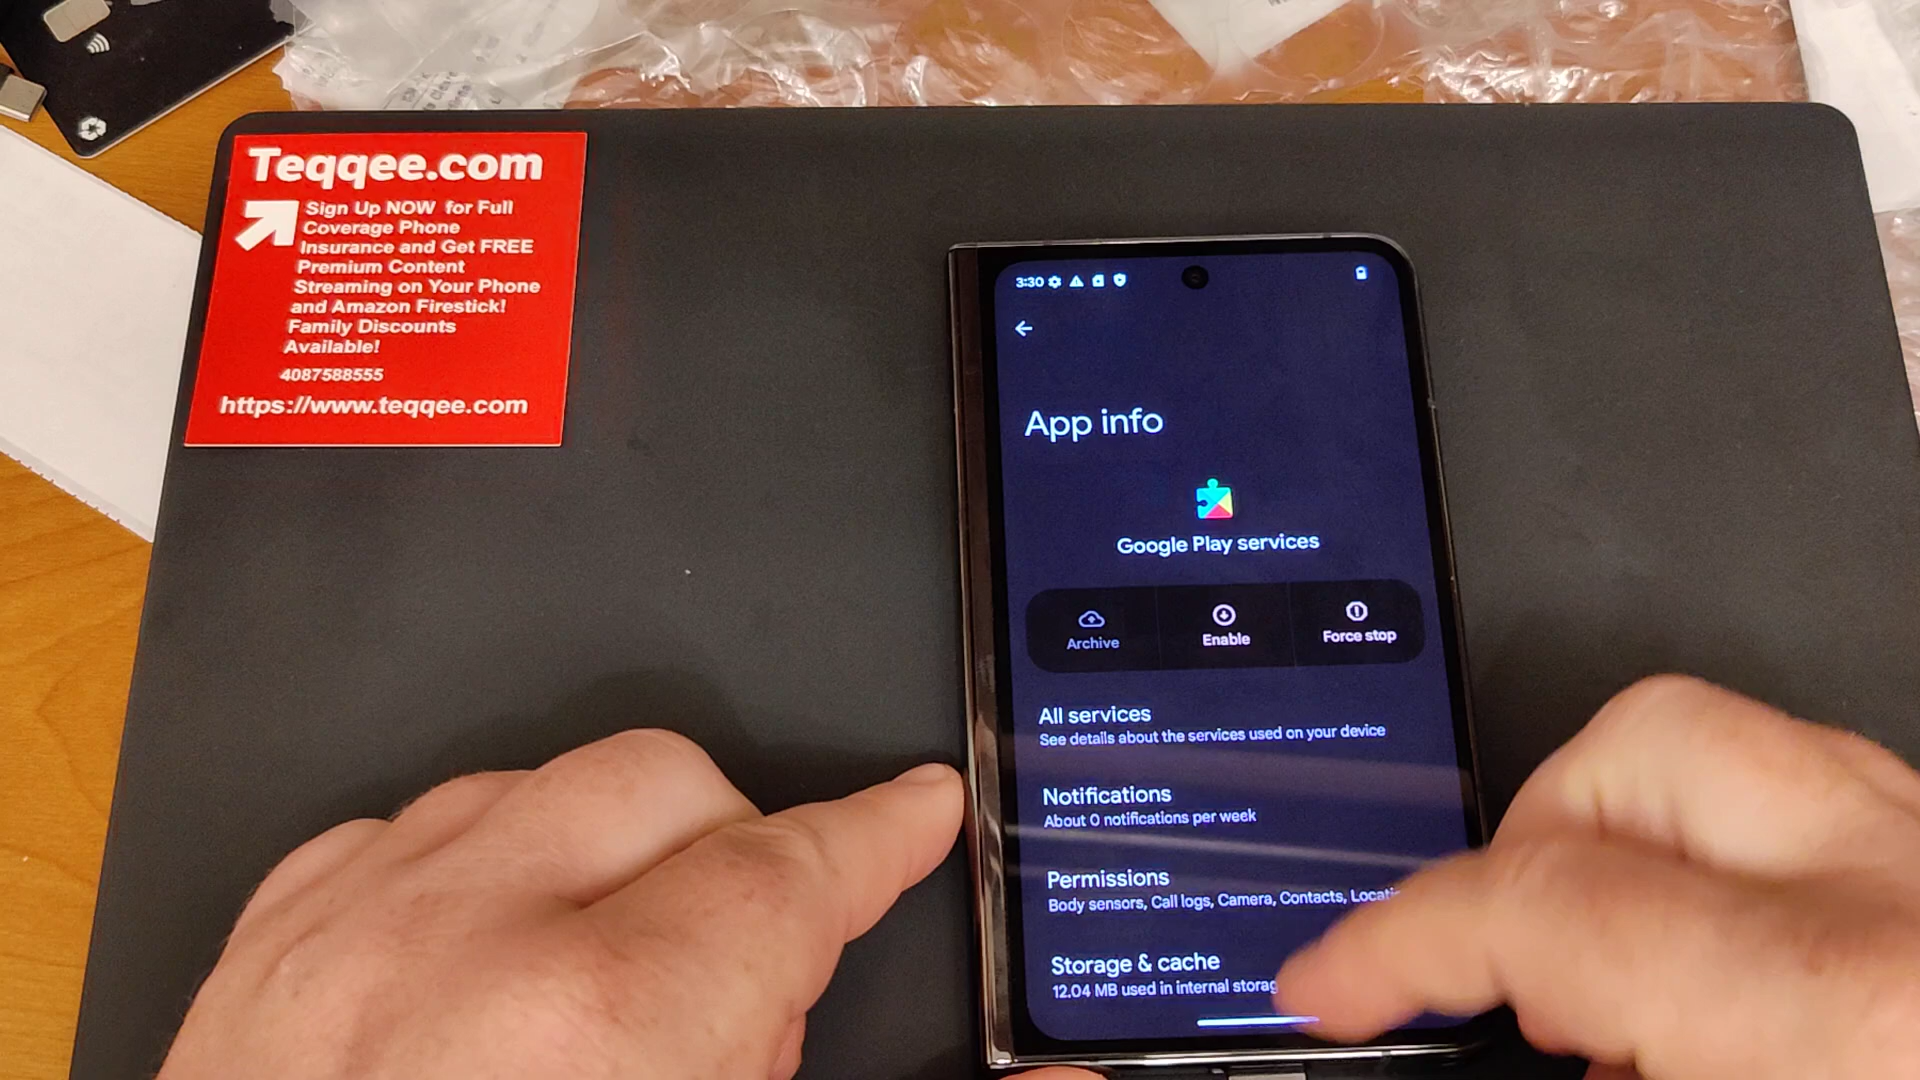 Teqqee.com
Sign Up NOW for Full
Coverage Phone
Insurance and Get FREE
Premium Content
Streaming on Your Phone
and Amazon Firestick!
Family Discounts
Available!
4087588555
https://www.teqqee.com
3:30
App info
Google Play services
Archive
Enable
Force stop
All services
See details about the services used on your device
Notifications
About 0 notifications per week
Permissions
Body sensors, Call logs, Camera, Contacts,
Storage & cache
12.04 MB used in internal